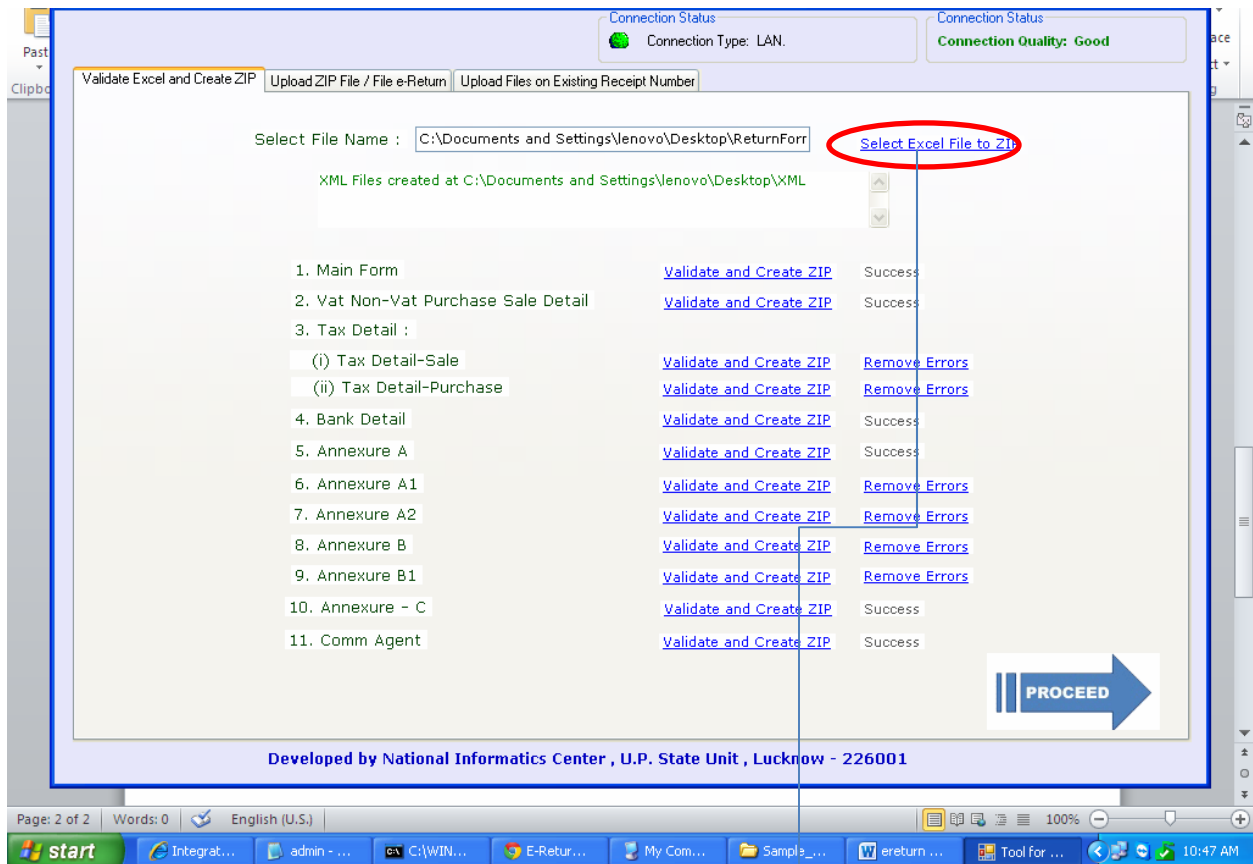 Connection Status
Connection Status
Past
Connection Type: LAN.
Connection Quality: Good
ace
Clipbo
Validate Excel and Create ZIP
Upload ZIP File / File e-Return
Upload Files on Existing Receipt Number
Select File Name :
C:\Documents and Settings\lenovo\Desktop\ReturnForr
Select Excel File to ZIP
XML Files created at C:\Documents and Settings\lenovo\Desktop\XML
1. Main Form Validate and Create ZIP Success
2. Vat Non-Vat Purchase Sale Detail Validate and Create ZIP Success
3. Tax Detail :
(i) Tax Detail-Sale Validate and Create ZIP Remove Errors
(ii) Tax Detail-Purchase Validate and Create ZIP Remove Errors
4. Bank Detail Validate and Create ZIP Success
5. Annexure A Validate and Create ZIP Success
6. Annexure A1 Validate and Create ZIP Remove Errors
7. Annexure A2 Validate and Create ZIP Remove Errors
8. Annexure B Validate and Create ZIP Remove Errors
9. Annexure B1 Validate and Create ZIP Remove Errors
10. Annexure - C Validate and Create ZIP Success
11. Comm Agent Validate and Create ZIP Success
PROCEED
Developed by National Informatics Center , U.P. State Unit , Lucknow - 226001
Page: 2 of 2 Words: 0 English (U.S.) 100%
start Integrat... admin - ... C:\WIN... E-Retur... My Com... Sample_... ereturn ... Tool for ... 10:47 AM